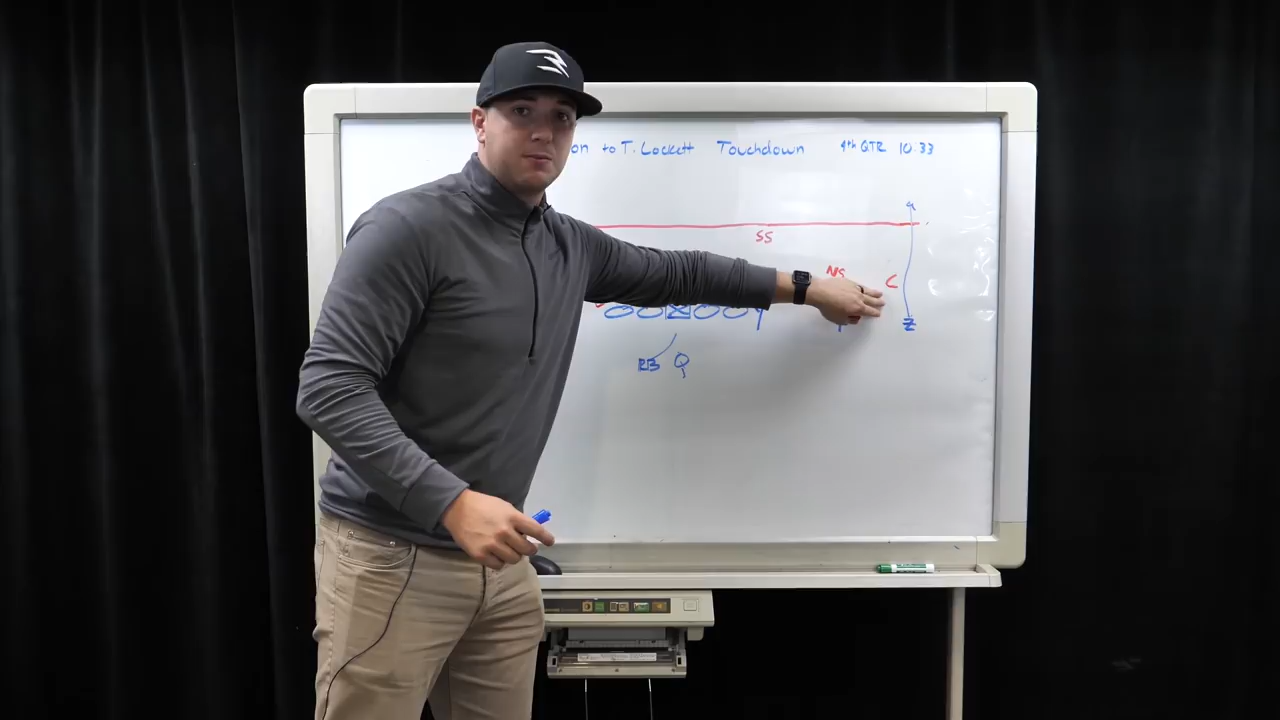 on to T. Lockett Touchdown 4th QTR 10:33
SS
NS C
Y Z
RB Q